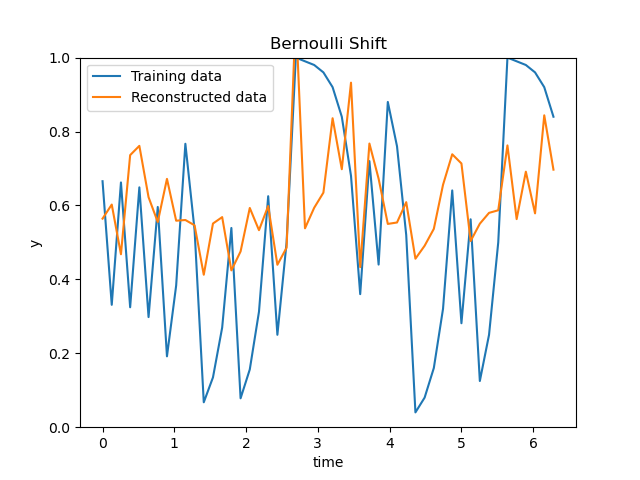 Bernoulli Shift
Training data
Reconstructed data
1.0
0.8
0.6
0.4
0.2
0.0
y
0 1 2 3 4 5 6
time